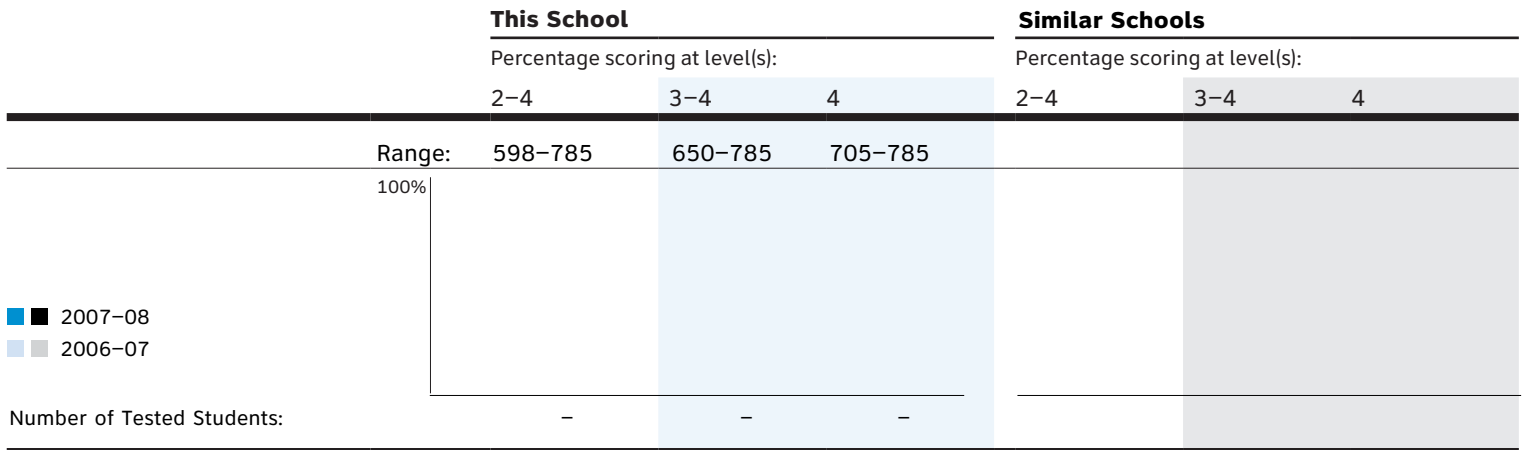 This School Similar Schools
Percentage scoring at level(s): Percentage scoring at level(s):
2–4 3–4 4 2–4 3–4 4
Range: 598–785 650–785 705–785
100%
2007–08
2006–07
Number of Tested Students: – – –